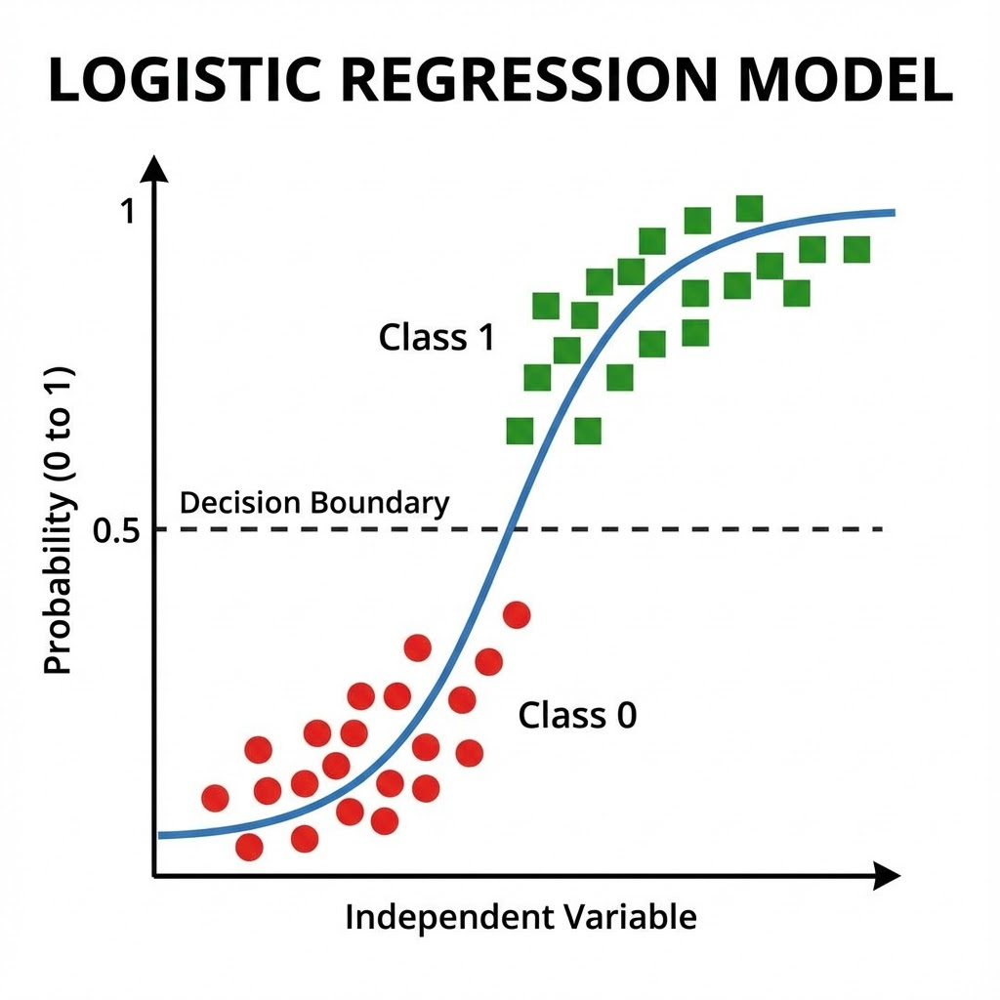 LOGISTIC REGRESSION MODEL
1
Class 1
Probability (0 to 1)
Decision Boundary
0.5
Class 0
Independent Variable